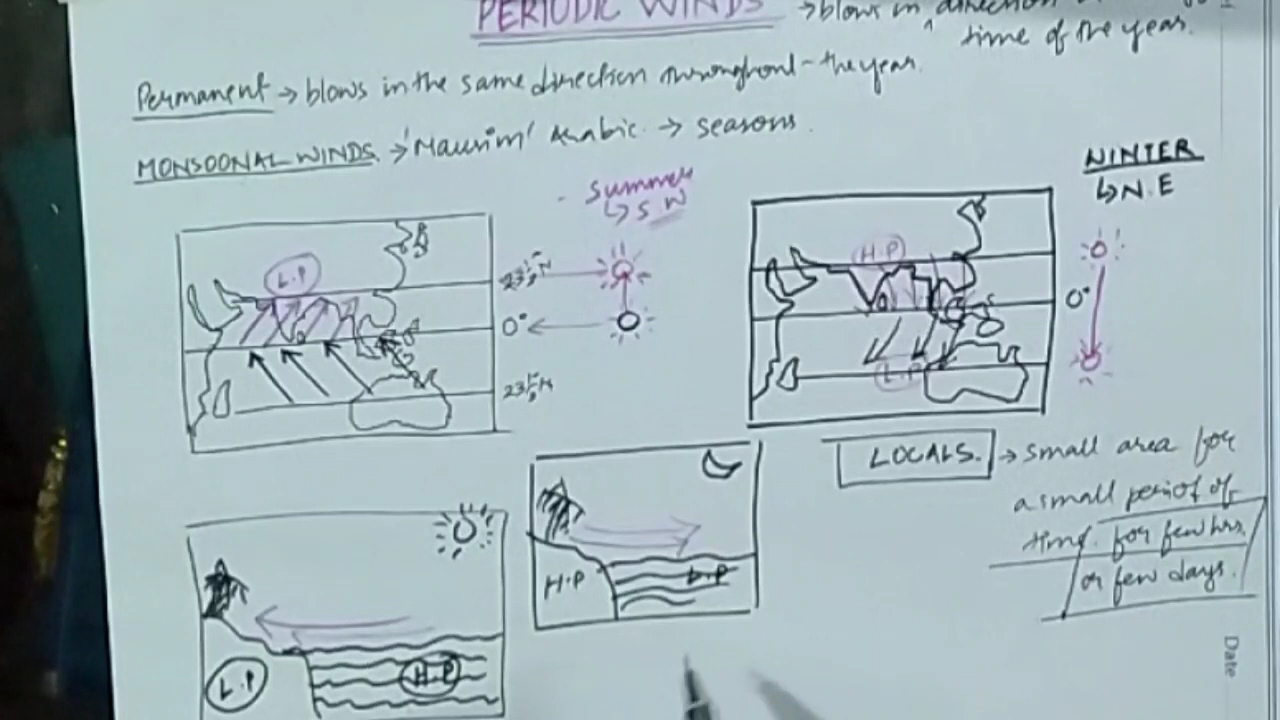 PERIODIC WINDS → blows in direction
time of the year.
Permanent → blows in the same direction throughout the year.
MONSOONAL WINDS → 'Mausim' Arabic → seasons.
Summer
↳ S.W
WINTER
↳ N.E
L.P
23½°N
0°
23½°
H.P
0°
L.P
LOCALS. → small area for
a small period of
time. for few hrs.
or few days.
H.P
L.P
L.P
H.P
Date